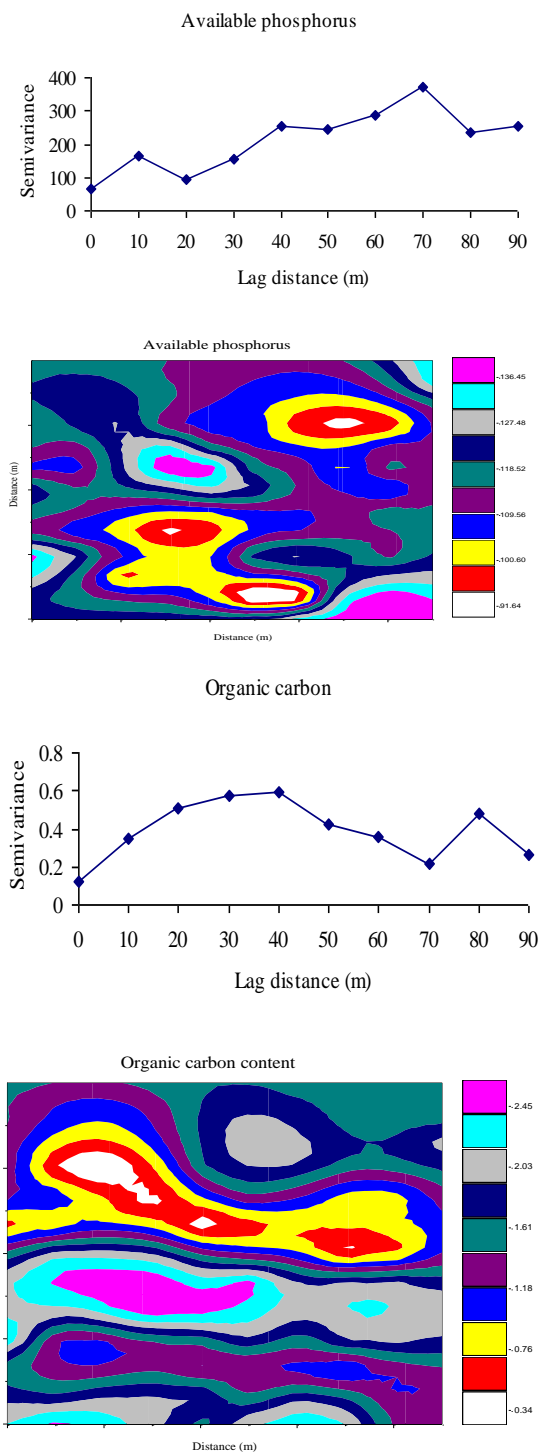 Available phosphorus
Semivariance
400
300
200
100
0
0 10 20 30 40 50 60 70 80 90
Lag distance (m)
Available phosphorus
Distance (m)
-136.45
-127.48
-118.52
-109.56
-100.60
-91.64
Distance (m)
Organic carbon
Semivariance
0.8
0.6
0.4
0.2
0
0 10 20 30 40 50 60 70 80 90
Lag distance (m)
Organic carbon content
-2.45
-2.03
-1.61
-1.18
-0.76
-0.34
Distance (m)